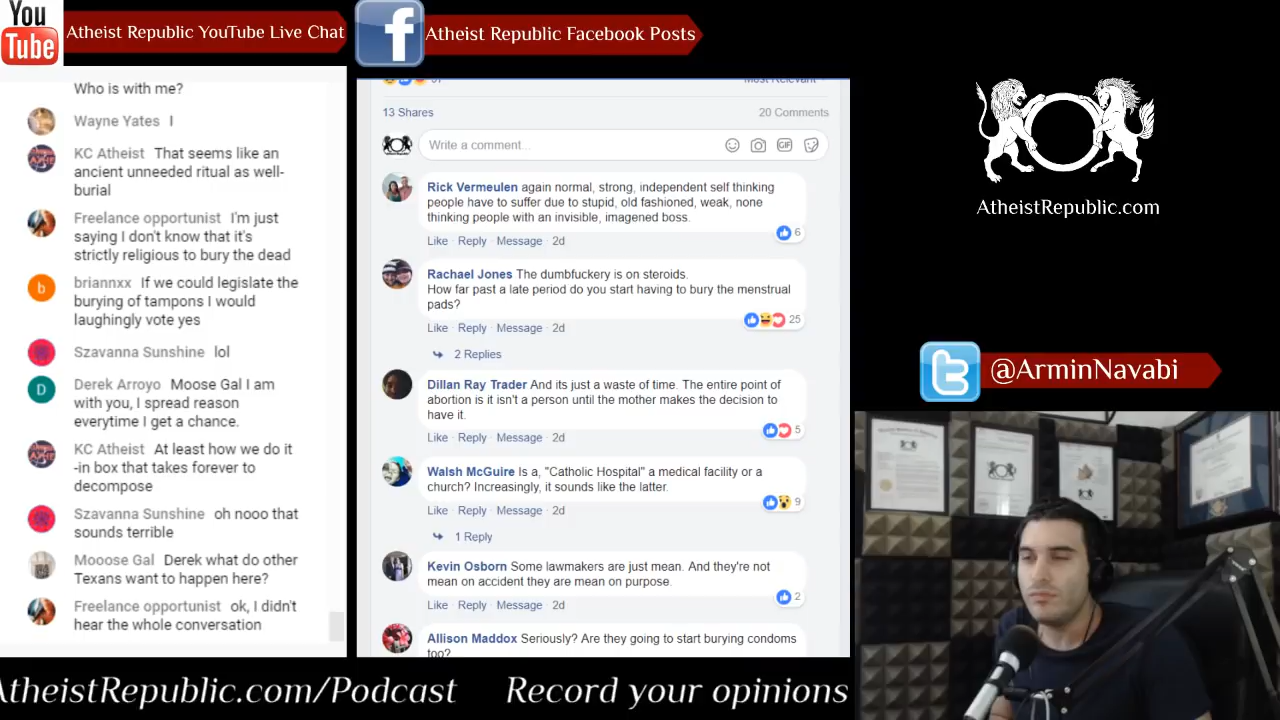 You
Tube
Atheist Republic YouTube Live Chat
f
Atheist Republic Facebook Posts
Who is with me?
Wayne Yates I
KC Atheist That seems like an
ancient unneeded ritual as well-
burial
Freelance opportunist I'm just
saying I don't know that it's
strictly religious to bury the dead
b
briannxx If we could legislate the
burying of tampons I would
laughingly vote yes
Szavanna Sunshine lol
D
Derek Arroyo Moose Gal I am
with you, I spread reason
everytime I get a chance.
KC Atheist At least how we do it
-in box that takes forever to
decompose
Szavanna Sunshine oh nooo that
sounds terrible
Mooose Gal Derek what do other
Texans want to happen here?
Freelance opportunist ok, I didn't
hear the whole conversation
Most Relevant
13 Shares 20 Comments
Write a comment...
GIF
Rick Vermeulen again normal, strong, independent self thinking
people have to suffer due to stupid, old fashioned, weak, none
thinking people with an invisible, imagened boss.
6
Like · Reply · Message · 2d
Rachael Jones The dumbfuckery is on steroids.
How far past a late period do you start having to bury the menstrual
pads?
25
Like · Reply · Message · 2d
2 Replies
Dillan Ray Trader And its just a waste of time. The entire point of
abortion is it isn't a person until the mother makes the decision to
have it.
5
Like · Reply · Message · 2d
Walsh McGuire Is a, "Catholic Hospital" a medical facility or a
church? Increasingly, it sounds like the latter.
9
Like · Reply · Message · 2d
1 Reply
Kevin Osborn Some lawmakers are just mean. And they're not
mean on accident they are mean on purpose.
2
Like · Reply · Message · 2d
Allison Maddox Seriously? Are they going to start burying condoms
too?
AtheistRepublic.com
@ArminNavabi
AtheistRepublic.com/Podcast Record your opinions